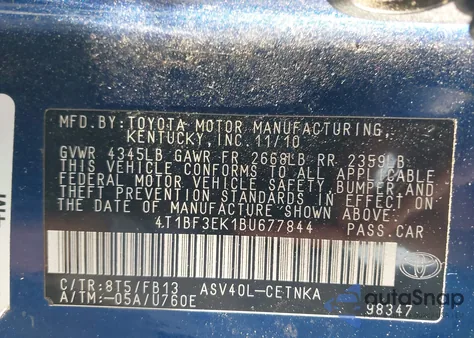 MFD.BY:TOYOTA MOTOR MANUFACTURING,
KENTUCKY,INC.11/10
GVWR 4345LB GAWR FR 2668LB RR 2359LB
THIS VEHICLE CONFORMS TO ALL APPLICABLE
FEDERAL MOTOR VEHICLE SAFETY,BUMPER,AND
THEFT PREVENTION STANDARDS IN EFFECT ON
THE DATE OF MANUFACTURE SHOWN ABOVE.
4T1BF3EK1BU677844 PASS.CAR
C/TR:8T5/FB13 ASV40L-CETNKA
A/TM:-05A/U760E 98347
autoSnap